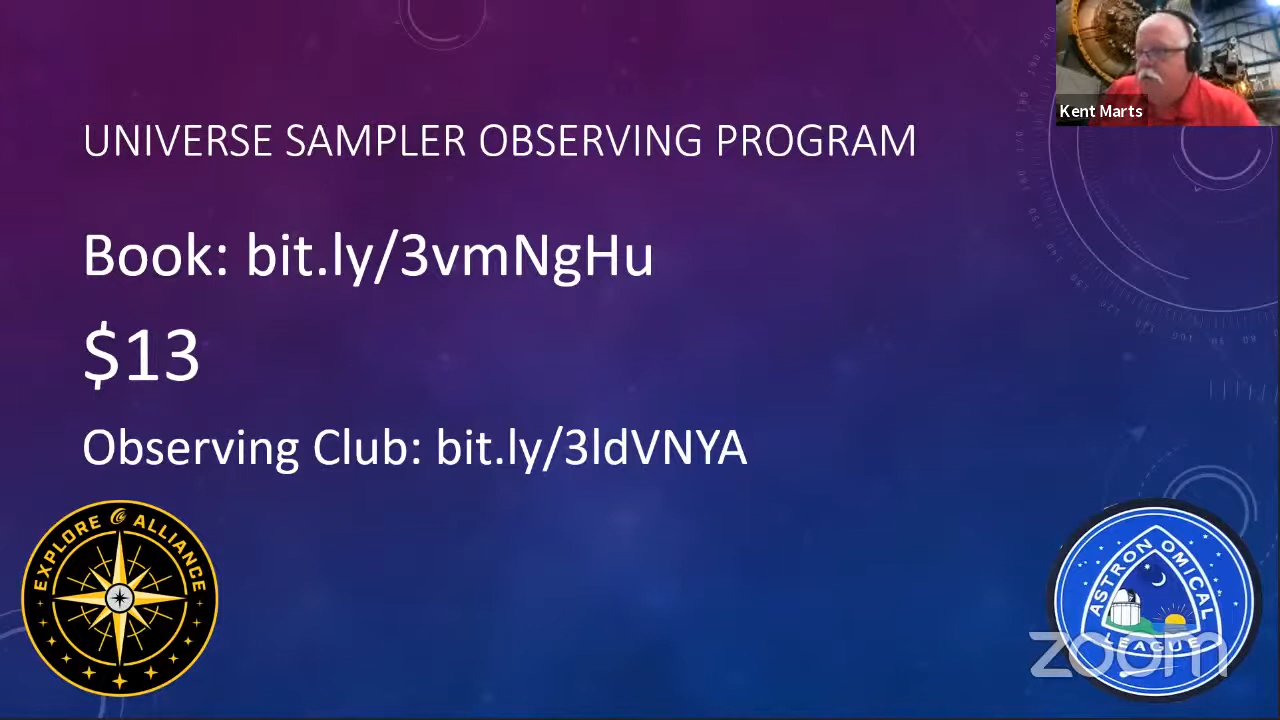 Kent Marts
UNIVERSE SAMPLER OBSERVING PROGRAM
Book: bit.ly/3vmNgHu
$13
Observing Club: bit.ly/3ldVNYA
EXPLORE ALLIANCE
ASTRONOMICAL
LEAGUE
zoom